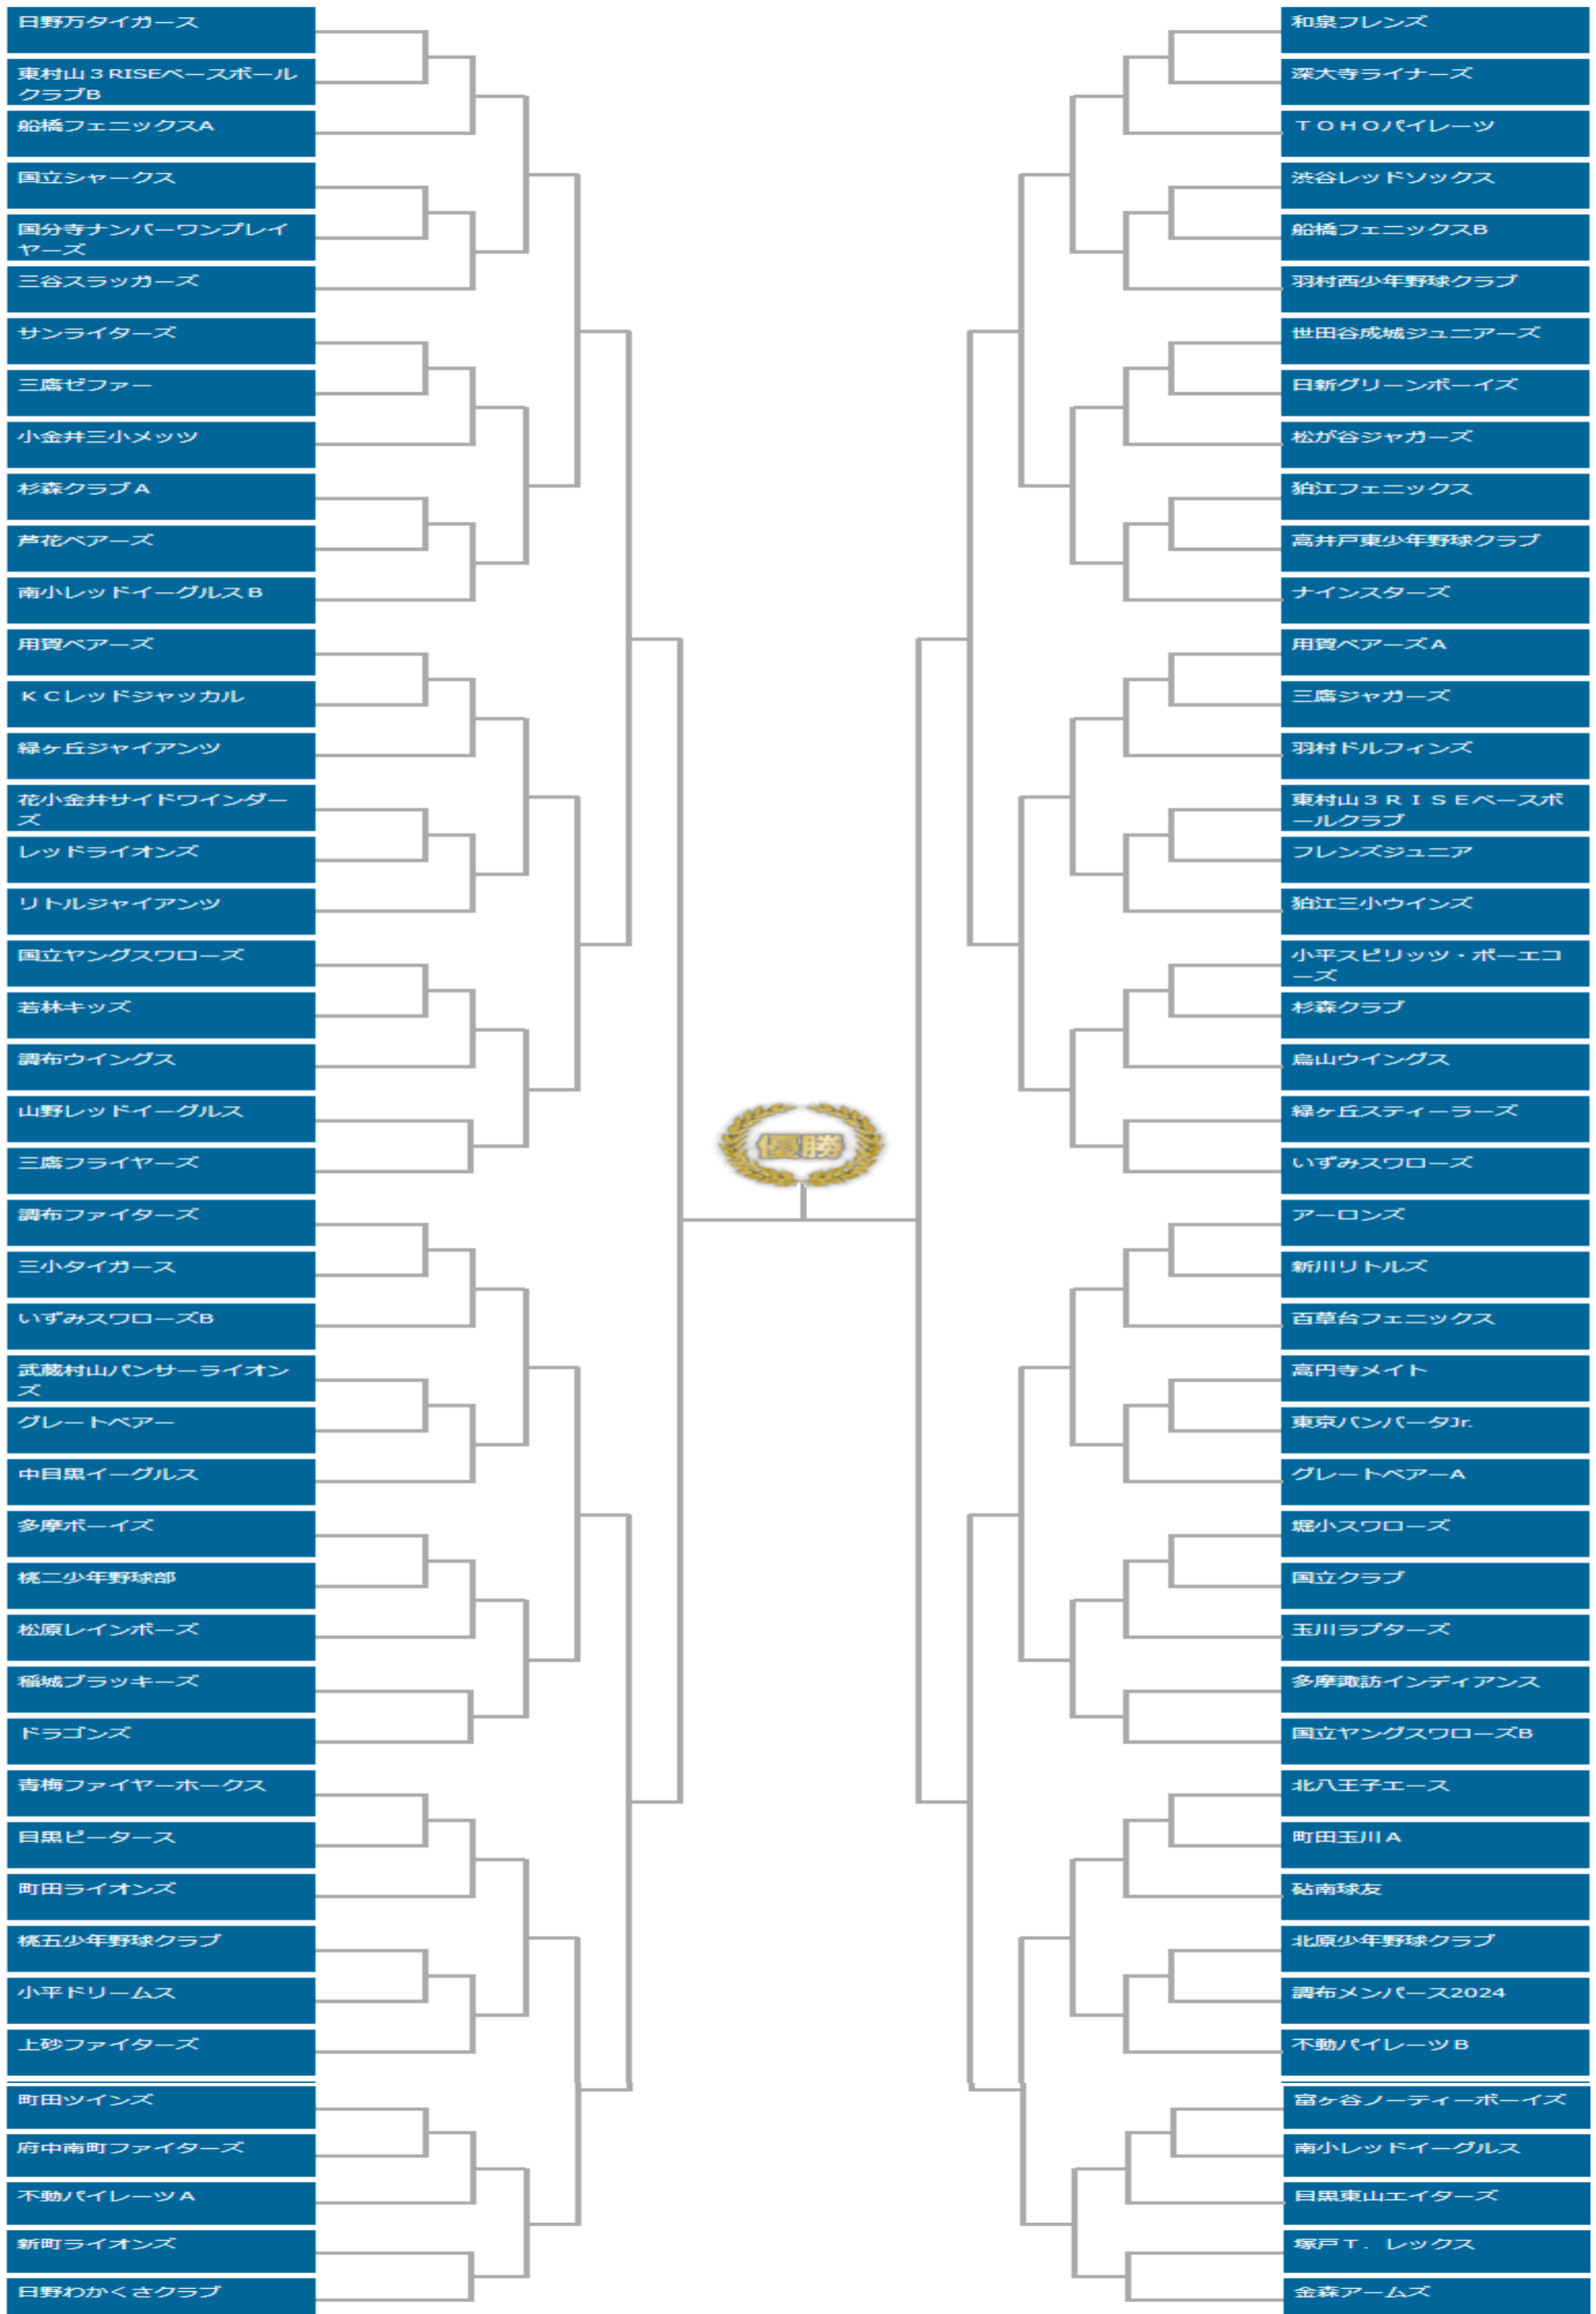 日野万タイガース
東村山３RISEベースボール
クラブB
船橋フェニックスA
国立シャークス
国分寺ナンバーワンプレイ
ヤーズ
三谷スラッガーズ
サンライターズ
三鷹ゼファー
小金井三小メッツ
杉森クラブＡ
芦花ベアーズ
南小レッドイーグルスＢ
用賀ベアーズ
ＫＣレッドジャッカル
緑ヶ丘ジャイアンツ
花小金井サイドワインダー
ズ
レッドライオンズ
リトルジャイアンツ
国立ヤングスワローズ
若林キッズ
調布ウイングス
山野レッドイーグルス
三鷹フライヤーズ
調布ファイターズ
三小タイガース
いずみスワローズB
武蔵村山パンサーライオン
ズ
グレートベアー
中目黒イーグルス
多摩ボーイズ
桃二少年野球部
松原レインボーズ
稲城ブラッキーズ
ドラゴンズ
青梅ファイヤーホークス
目黒ピータース
町田ライオンズ
桃五少年野球クラブ
小平ドリームス
上砂ファイターズ
町田ツインズ
府中南町ファイターズ
不動パイレーツＡ
新町ライオンズ
日野わかくさクラブ
優勝
和泉フレンズ
深大寺ライナーズ
ＴＯＨＯパイレーツ
渋谷レッドソックス
船橋フェニックスB
羽村西少年野球クラブ
世田谷成城ジュニアーズ
日新グリーンボーイズ
松が谷ジャガーズ
狛江フェニックス
高井戸東少年野球クラブ
ナインスターズ
用賀ベアーズＡ
三鷹ジャガーズ
羽村ドルフィンズ
東村山３ＲＩＳＥベースボ
ールクラブ
フレンズジュニア
狛江三小ウインズ
小平スピリッツ・ボーエコ
ーズ
杉森クラブ
烏山ウイングス
緑ヶ丘スティーラーズ
いずみスワローズ
アーロンズ
新川リトルズ
百草台フェニックス
高円寺メイト
東京バンバータJr.
グレートベアーA
堀小スワローズ
国立クラブ
玉川ラプターズ
多摩諏訪インディアンス
国立ヤングスワローズB
北八王子エース
町田玉川Ａ
砧南球友
北原少年野球クラブ
調布メンバース2024
不動パイレーツＢ
富ヶ谷ノーティーボーイズ
南小レッドイーグルス
目黒東山エイターズ
塚戸Ｔ．レックス
金森アームズ